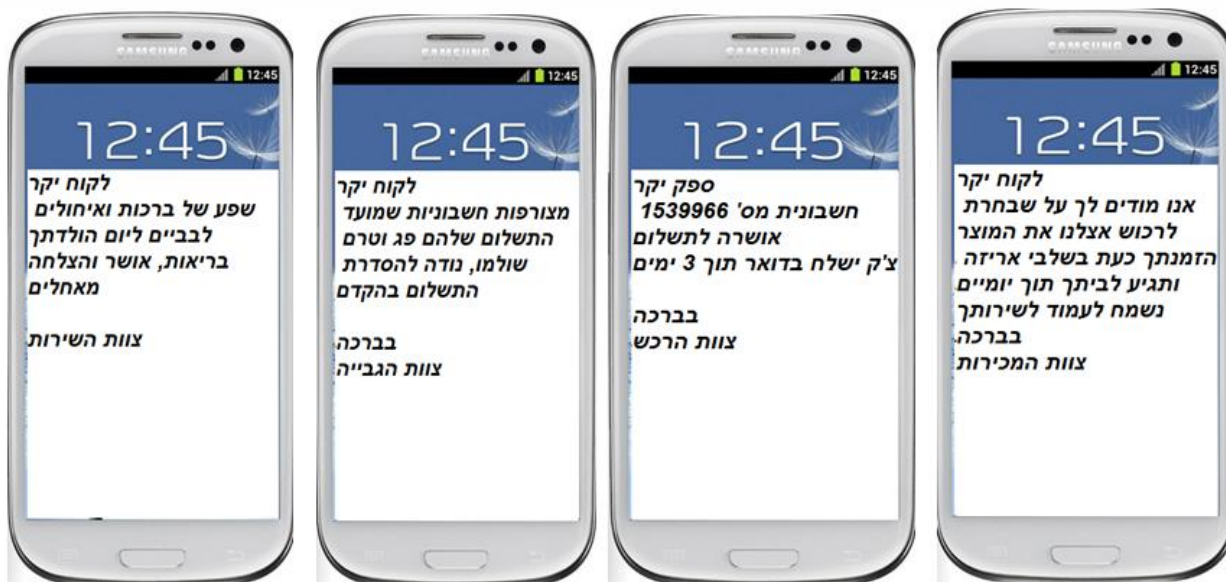 SAMSUNG
12:45
12:45
לקוח יקר
שפע של ברכות ואיחולים
לבביים ליום הולדתך
בריאות, אושר והצלחה
מאחלים
צוות השירות
SAMSUNG
12:45
12:45
לקוח יקר
מצורפות חשבוניות שמועד
התשלום שלהם פג וטרם
שולמו, נודה להסדרת
התשלום בהקדם
בברכה
צוות הגבייה
SAMSUNG
12:45
12:45
ספק יקר
חשבונית מס' 1539966
אושרה לתשלום
צ'ק ישלח בדואר תוך 3 ימים
בברכה
צוות הרכש
SAMSUNG
12:45
12:45
לקוח יקר
אנו מודים לך על שבחרת
לרכוש אצלנו את המוצר
הזמנתך כעת בשלבי אריזה
ותגיע לביתך תוך יומיים
נשמח לעמוד לשירותך
בברכה
צוות המכירות